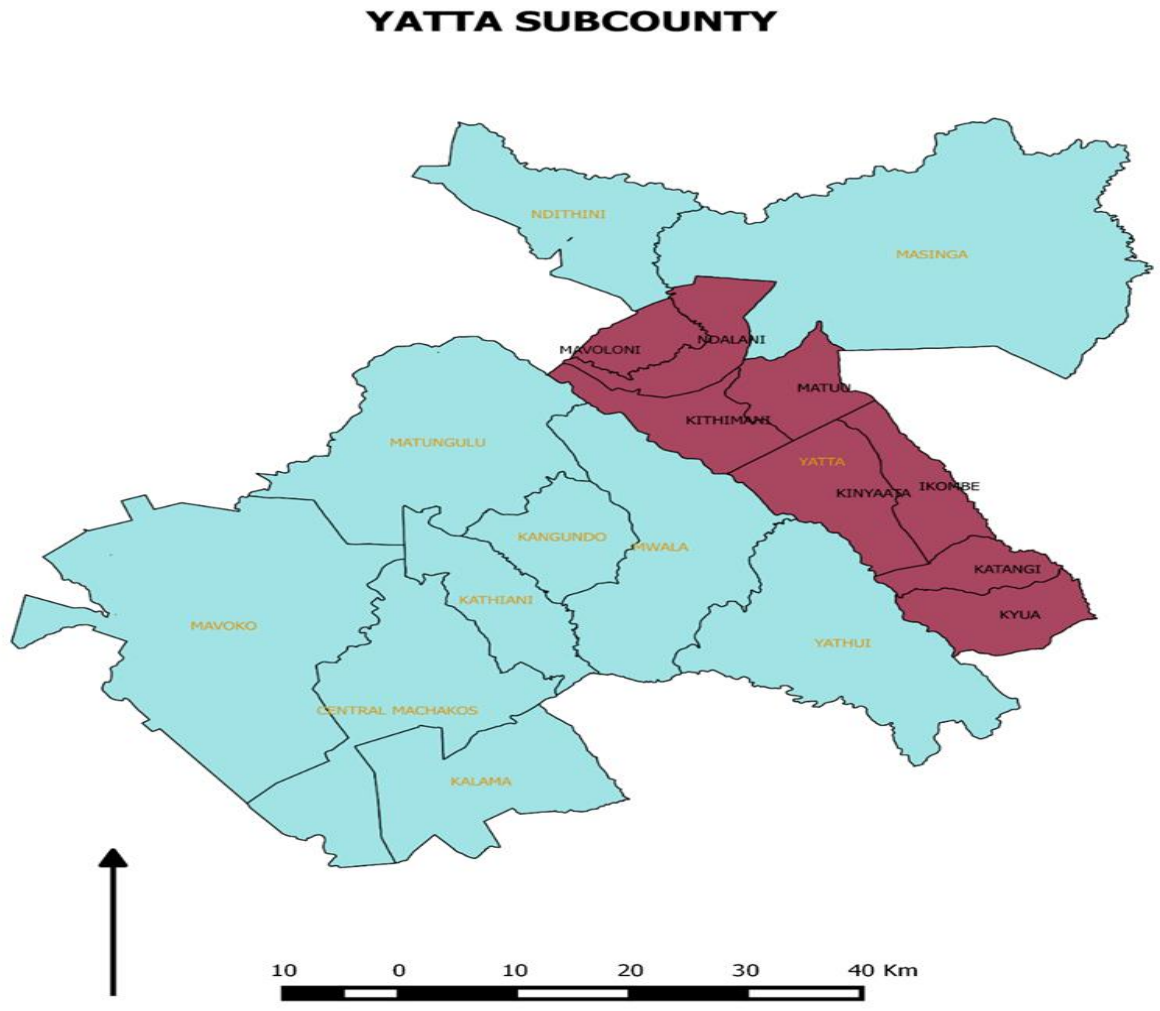 YATTA SUBCOUNTY
NDITHINI
MASINGA
NDALANI
MAVOLONI
MATUU
KITHIMANI
MATUNGULU
YATTA
IKOMBE
KINYAATA
KANGUNDO
MWALA
KATANGI
KATHIANI
KYUA
MAVOKO
YATHUI
CENTRAL MACHAKOS
KALAMA
10 0 10 20 30 40 Km